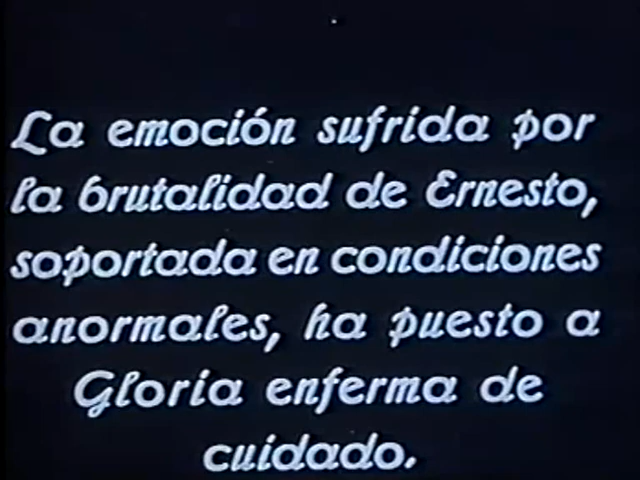 La emoción sufrida por
la brutalidad de Ernesto,
soportada en condiciones
anormales, ha puesto a
Gloria enferma de
cuidado.